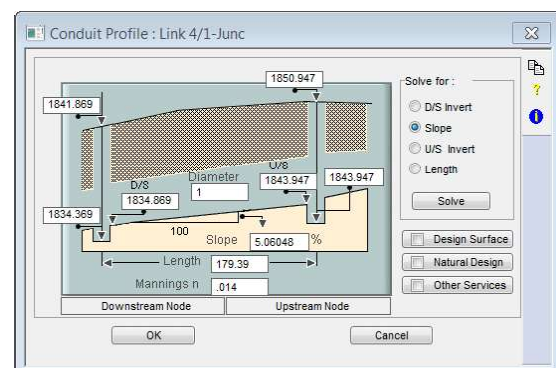 Conduit Profile : Link 4/1-Junc
1850.947
1841.869
Diameter
1
U/S
D/S
1843.947
1843.947
1834.869
1834.369
100
Slope 5.06048 %
Length 179.39
Mannings n .014
Downstream Node
Upstream Node
Solve for :
D/S Invert
Slope
U/S Invert
Length
Solve
Design Surface
Natural Design
Other Services
OK
Cancel